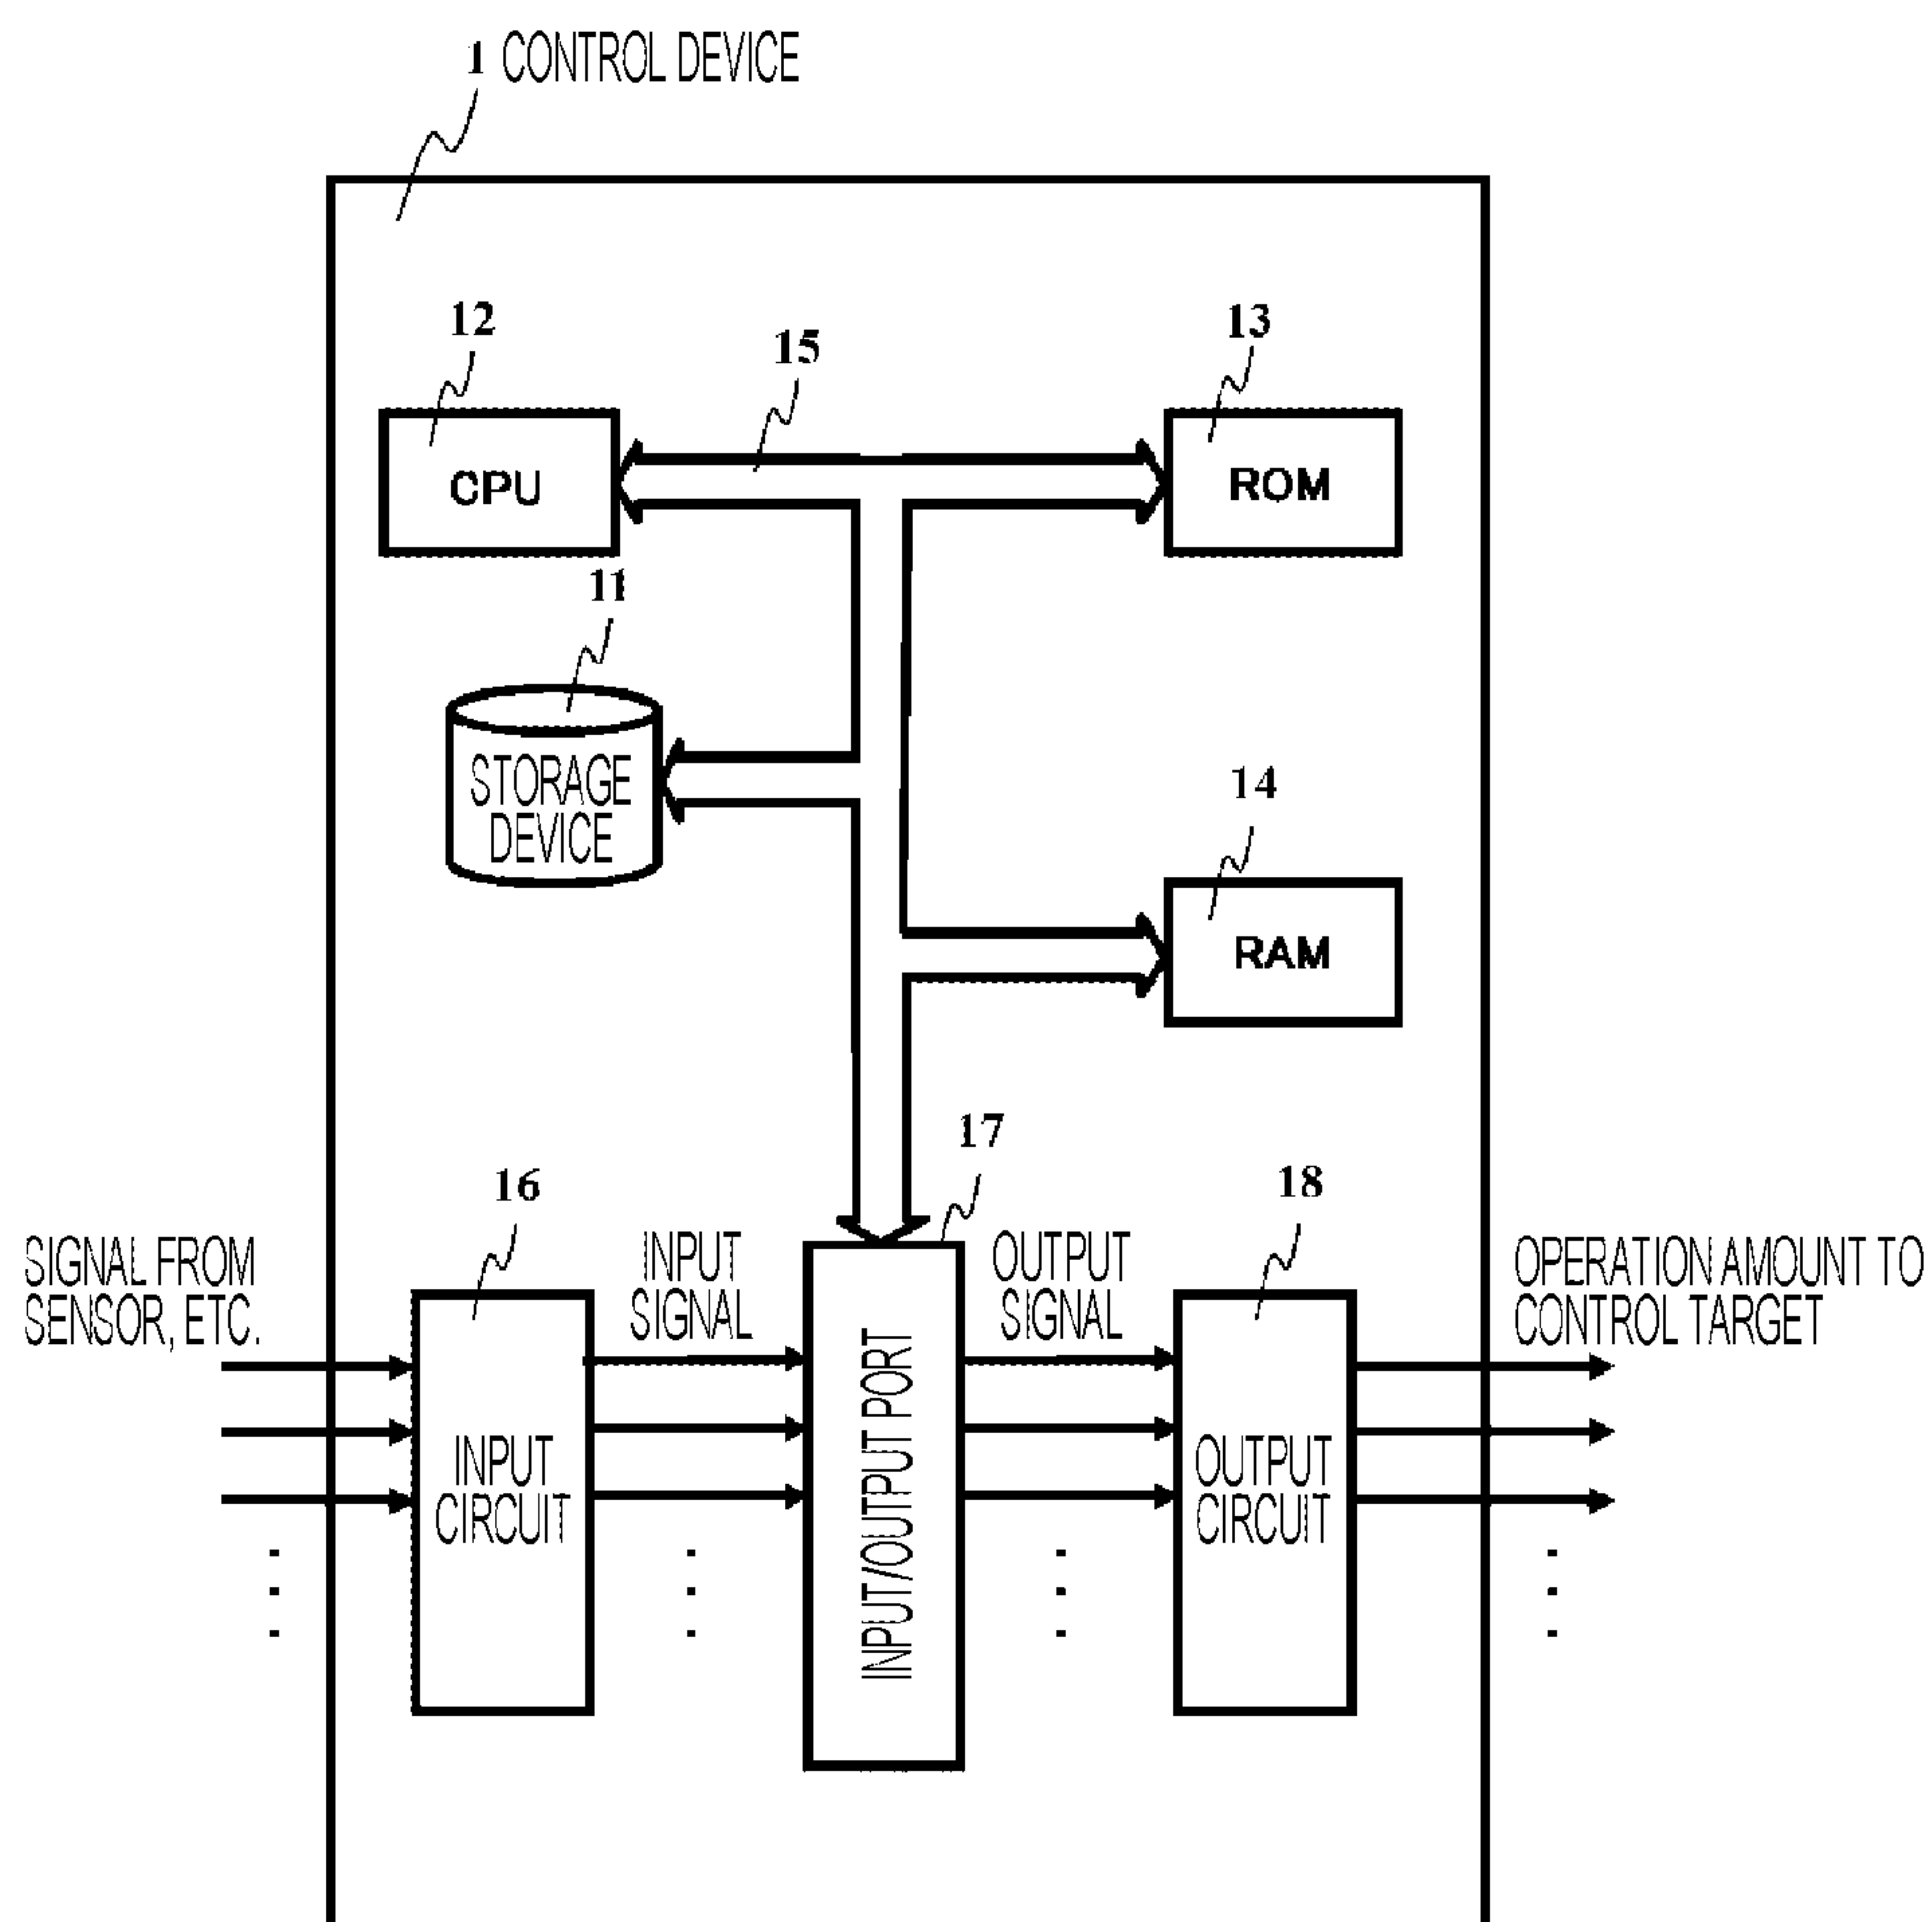 1 CONTROL DEVICE
12
15
13
CPU
ROM
11
STORAGE
DEVICE
14
RAM
17
16
18
SIGNAL FROM
SENSOR, ETC.
INPUT
SIGNAL
OUTPUT
SIGNAL
OPERATION AMOUNT TO
CONTROL TARGET
INPUT
CIRCUIT
INPUT/OUTPUT PORT
OUTPUT
CIRCUIT